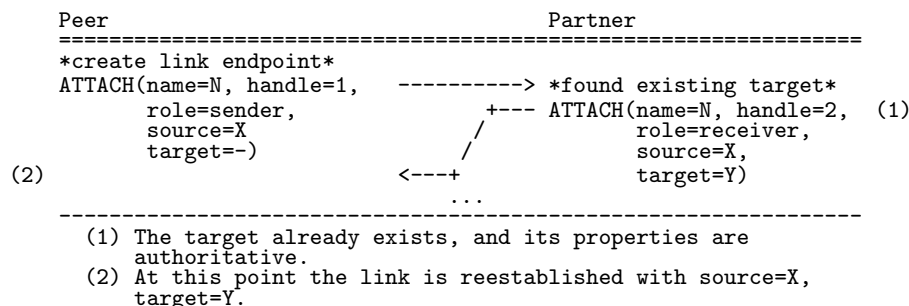 Peer                                     Partner
================================================================
*create link endpoint*
ATTACH(name=N, handle=1,   ----------> *found existing target*
       role=sender,               +--- ATTACH(name=N, handle=2,  (1)
       source=X                  /            role=receiver,
       target=-)                /             source=X,
(2)                        <---+              target=Y)
...
----------------------------------------------------------------
(1) The target already exists, and its properties are
authoritative.
(2) At this point the link is reestablished with source=X,
target=Y.